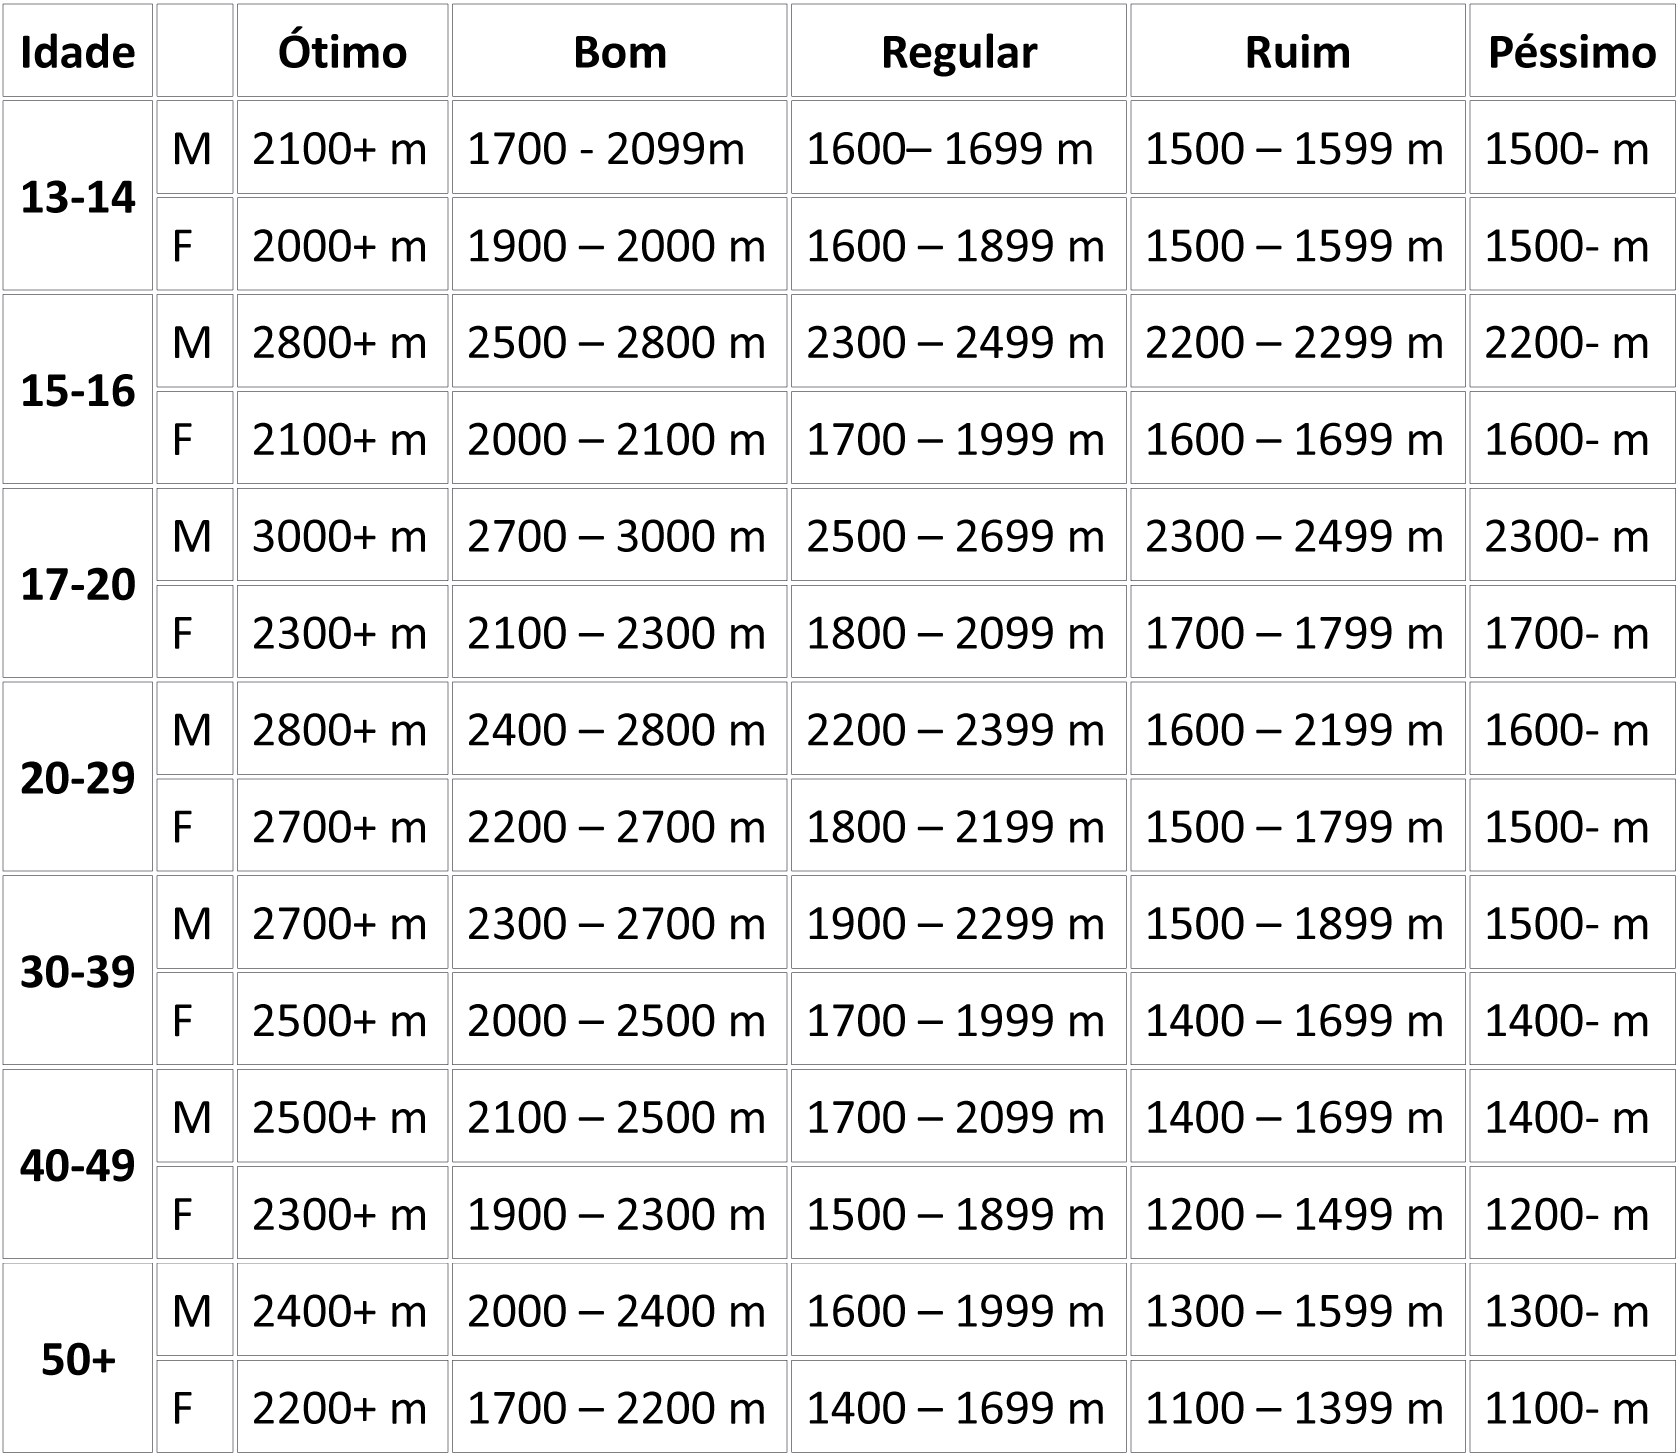 Idade Ótimo Bom Regular Ruim Péssimo
13-14 M 2100+ m 1700 - 2099m 1600– 1699 m 1500 – 1599 m 1500- m
F 2000+ m 1900 – 2000 m 1600 – 1899 m 1500 – 1599 m 1500- m
15-16 M 2800+ m 2500 – 2800 m 2300 – 2499 m 2200 – 2299 m 2200- m
F 2100+ m 2000 – 2100 m 1700 – 1999 m 1600 – 1699 m 1600- m
17-20 M 3000+ m 2700 – 3000 m 2500 – 2699 m 2300 – 2499 m 2300- m
F 2300+ m 2100 – 2300 m 1800 – 2099 m 1700 – 1799 m 1700- m
20-29 M 2800+ m 2400 – 2800 m 2200 – 2399 m 1600 – 2199 m 1600- m
F 2700+ m 2200 – 2700 m 1800 – 2199 m 1500 – 1799 m 1500- m
30-39 M 2700+ m 2300 – 2700 m 1900 – 2299 m 1500 – 1899 m 1500- m
F 2500+ m 2000 – 2500 m 1700 – 1999 m 1400 – 1699 m 1400- m
40-49 M 2500+ m 2100 – 2500 m 1700 – 2099 m 1400 – 1699 m 1400- m
F 2300+ m 1900 – 2300 m 1500 – 1899 m 1200 – 1499 m 1200- m
50+ M 2400+ m 2000 – 2400 m 1600 – 1999 m 1300 – 1599 m 1300- m
F 2200+ m 1700 – 2200 m 1400 – 1699 m 1100 – 1399 m 1100- m